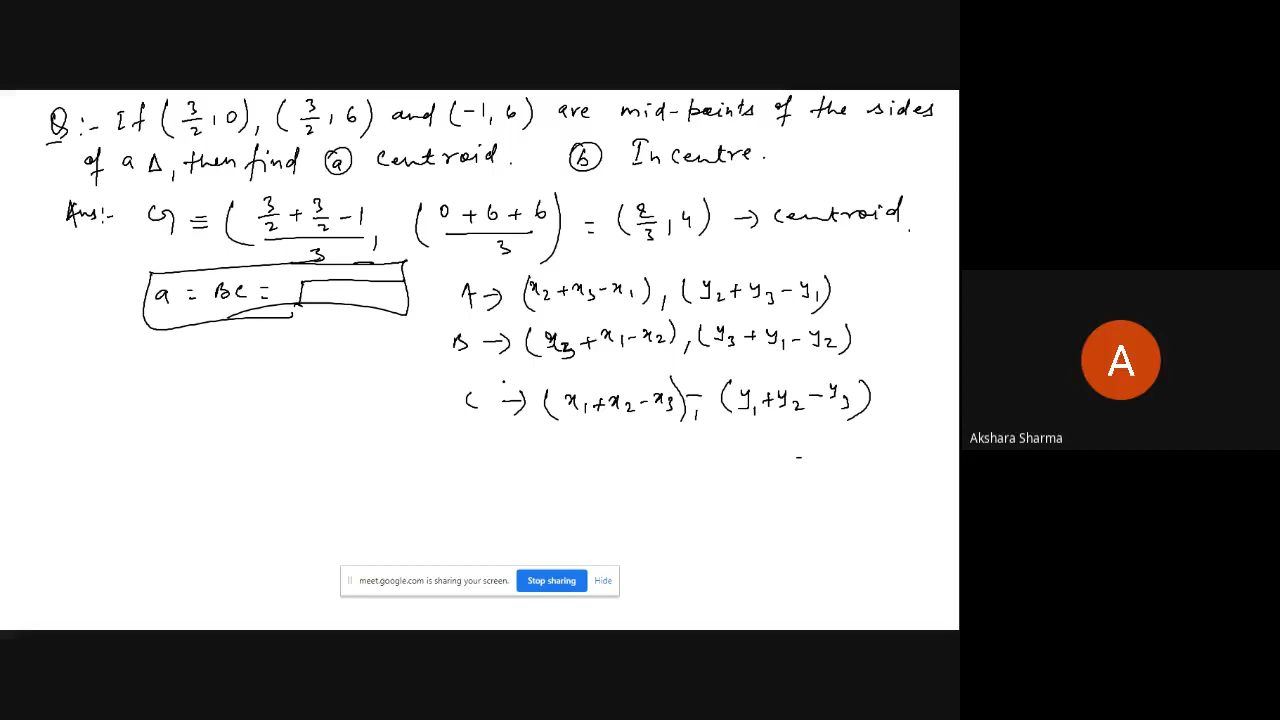 Q:- If (3/2, 0), (3/2, 6) and (-1, 6) are mid-points of the sides
of a Δ, then find (a) centroid. (b) Incentre.
Ans:- G ≡ (3/2 + 3/2 - 1 / 3, (0 + 6 + 6 / 3) = (2/3, 4) → centroid.
a = BC = √
A → (x2 + x3 - x1), (y2 + y3 - y1)
B → (x3 + x1 - x2), (y3 + y1 - y2)
C → (x1 + x2 - x3), (y1 + y2 - y3)
A
Akshara Sharma
meet.google.com is sharing your screen. Stop sharing Hide